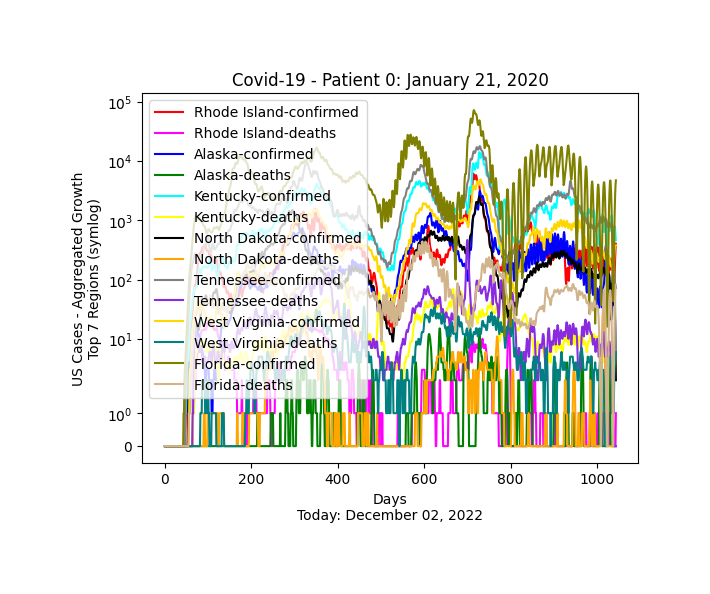 Covid-19 - Patient 0: January 21, 2020
US Cases - Aggregated Growth
Top 7 Regions (symlog)
10^5
10^4
10^3
10^2
10^1
10^0
0
Rhode Island-confirmed
Rhode Island-deaths
Alaska-confirmed
Alaska-deaths
Kentucky-confirmed
Kentucky-deaths
North Dakota-confirmed
North Dakota-deaths
Tennessee-confirmed
Tennessee-deaths
West Virginia-confirmed
West Virginia-deaths
Florida-confirmed
Florida-deaths
0 200 400 600 800 1000
Days
Today: December 02, 2022